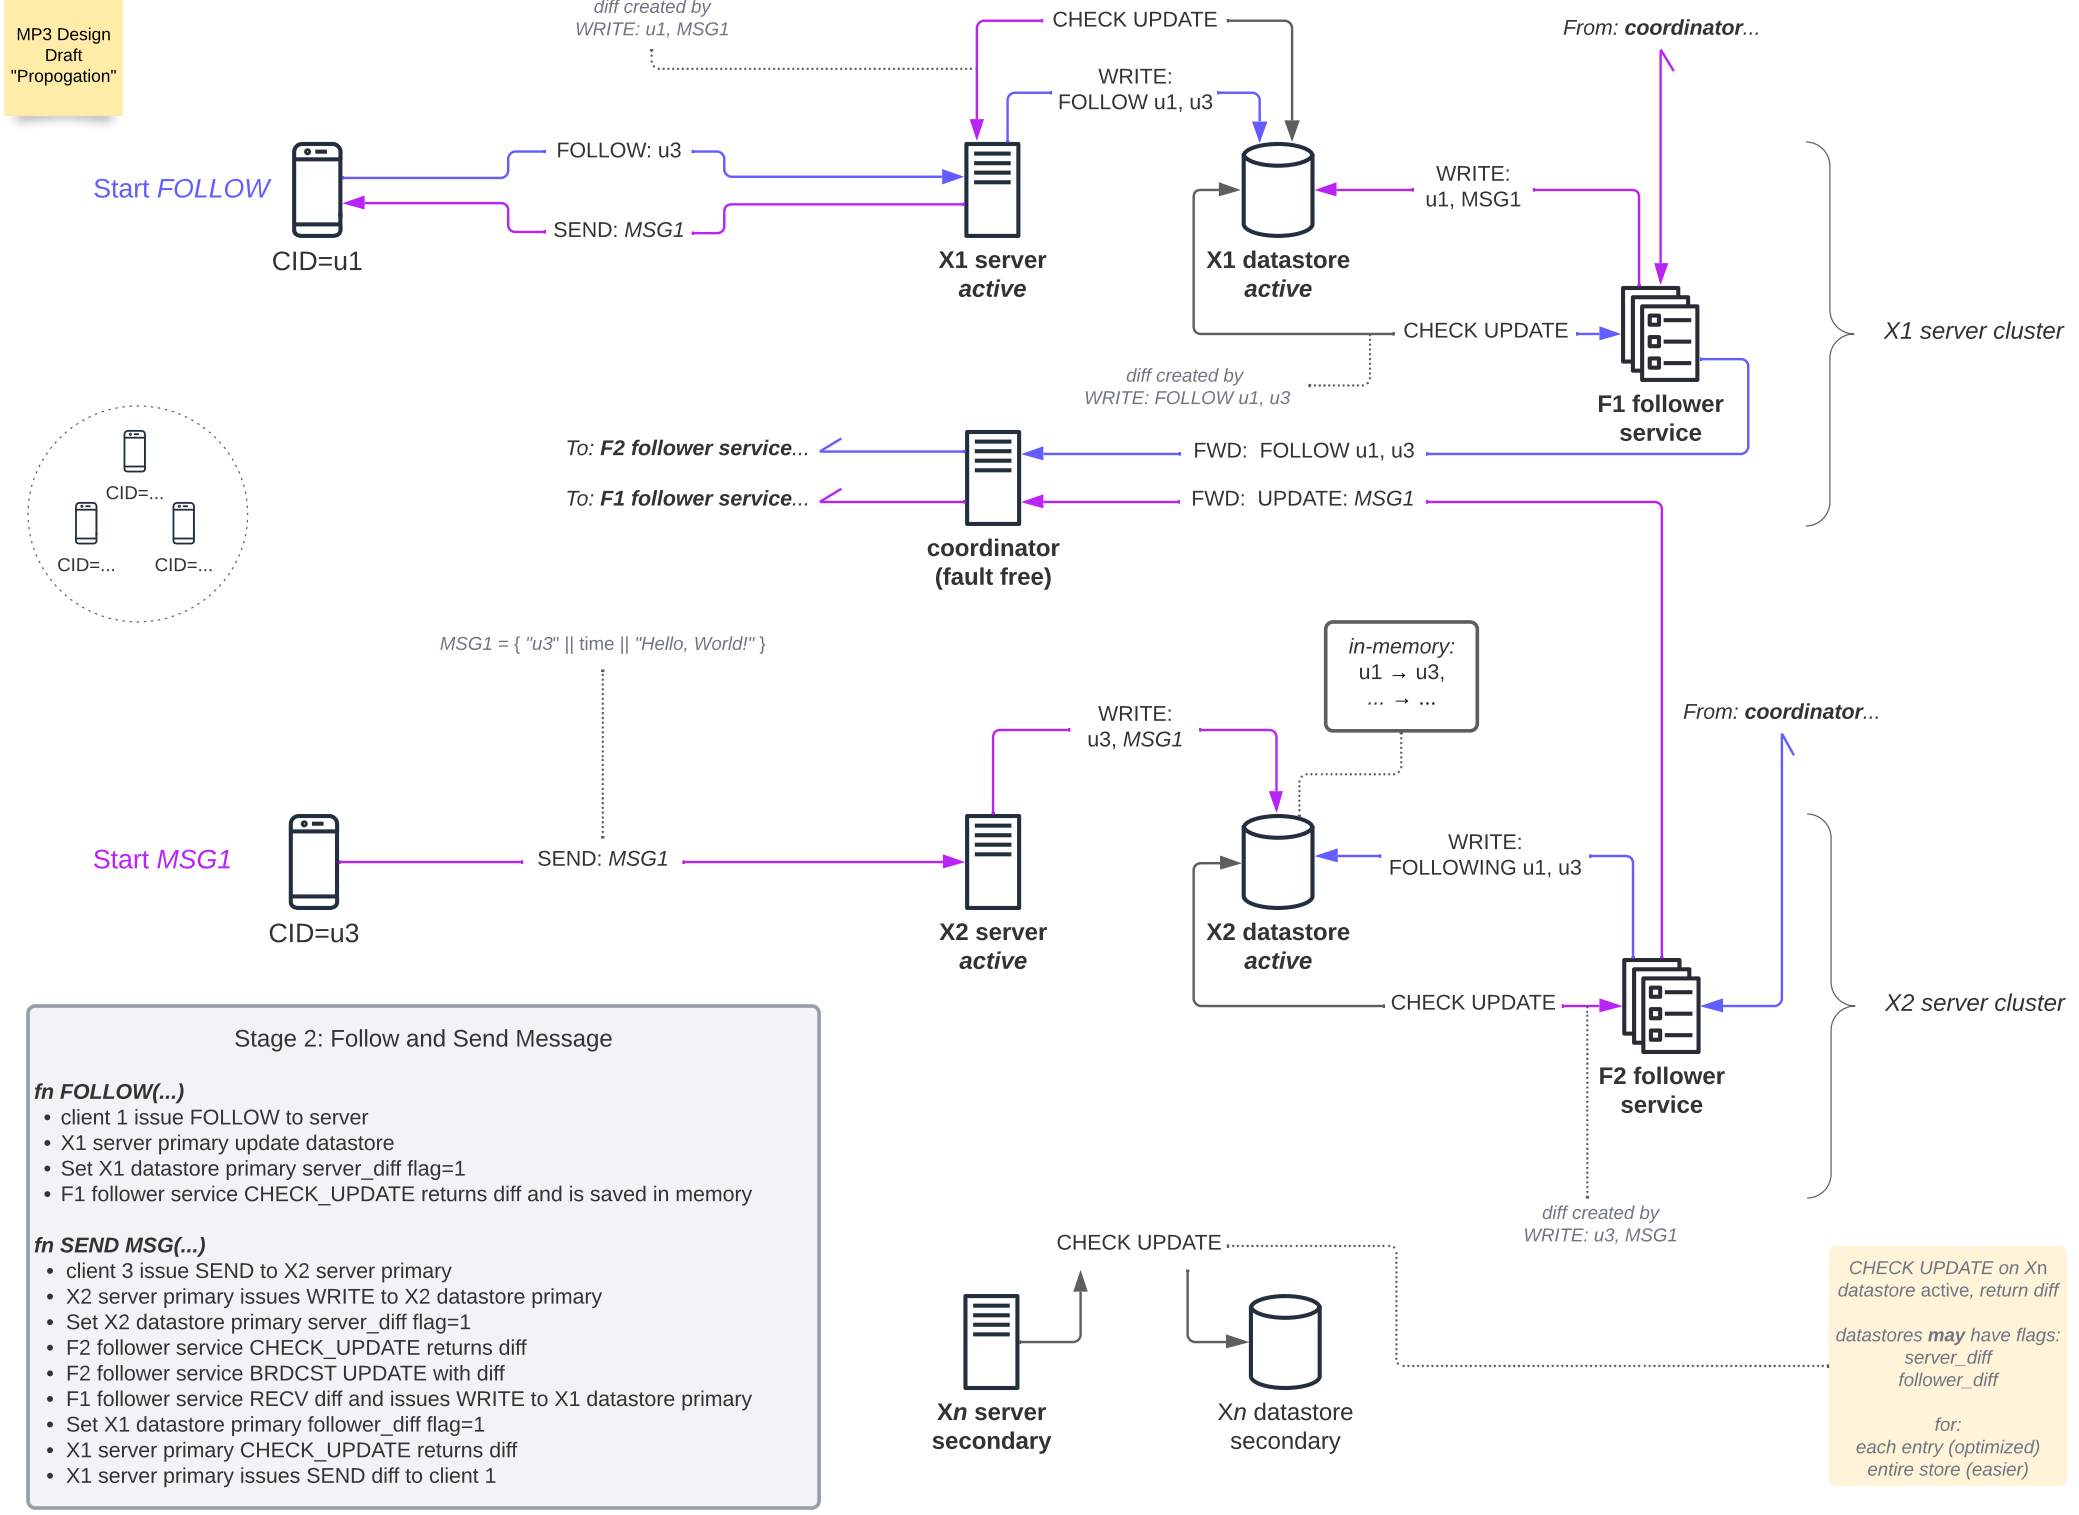 MP3 Design
Draft
"Propogation"
diff created by
WRITE: u1, MSG1
CHECK UPDATE
From: coordinator...
WRITE:
FOLLOW u1, u3
FOLLOW: u3
Start FOLLOW
SEND: MSG1
CID=u1
X1 server
active
X1 datastore
active
WRITE:
u1, MSG1
CHECK UPDATE
X1 server cluster
diff created by
WRITE: FOLLOW u1, u3
F1 follower
service
To: F2 follower service...
FWD:  FOLLOW u1, u3
To: F1 follower service...
FWD:  UPDATE: MSG1
coordinator
(fault free)
CID=...
CID=...
CID=...
MSG1 = { "u3" || time || "Hello, World!" }
in-memory:
u1 → u3,
... → ...
WRITE:
u3, MSG1
From: coordinator...
Start MSG1
SEND: MSG1
CID=u3
X2 server
active
X2 datastore
active
WRITE:
FOLLOWING u1, u3
CHECK UPDATE
X2 server cluster
F2 follower
service
diff created by
WRITE: u3, MSG1
Stage 2: Follow and Send Message
fn FOLLOW(...)
• client 1 issue FOLLOW to server
• X1 server primary update datastore
• Set X1 datastore primary server_diff flag=1
• F1 follower service CHECK_UPDATE returns diff and is saved in memory
fn SEND MSG(...)
• client 3 issue SEND to X2 server primary
• X2 server primary issues WRITE to X2 datastore primary
• Set X2 datastore primary server_diff flag=1
• F2 follower service CHECK_UPDATE returns diff
• F2 follower service BRDCST UPDATE with diff
• F1 follower service RECV diff and issues WRITE to X1 datastore primary
• Set X1 datastore primary follower_diff flag=1
• X1 server primary CHECK_UPDATE returns diff
• X1 server primary issues SEND diff to client 1
CHECK UPDATE
Xn server
secondary
Xn datastore
secondary
CHECK UPDATE on Xn
datastore active, return diff
datastores may have flags:
server_diff
follower_diff
for:
each entry (optimized)
entire store (easier)